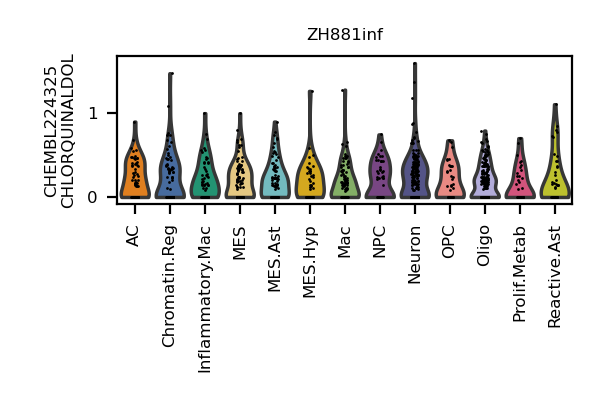 ZH881inf
CHEMBL224325
CHLORQUINALDOL
1
0
AC
Chromatin.Reg
Inflammatory.Mac
MES
MES.Ast
MES.Hyp
Mac
NPC
Neuron
OPC
Oligo
Prolif.Metab
Reactive.Ast